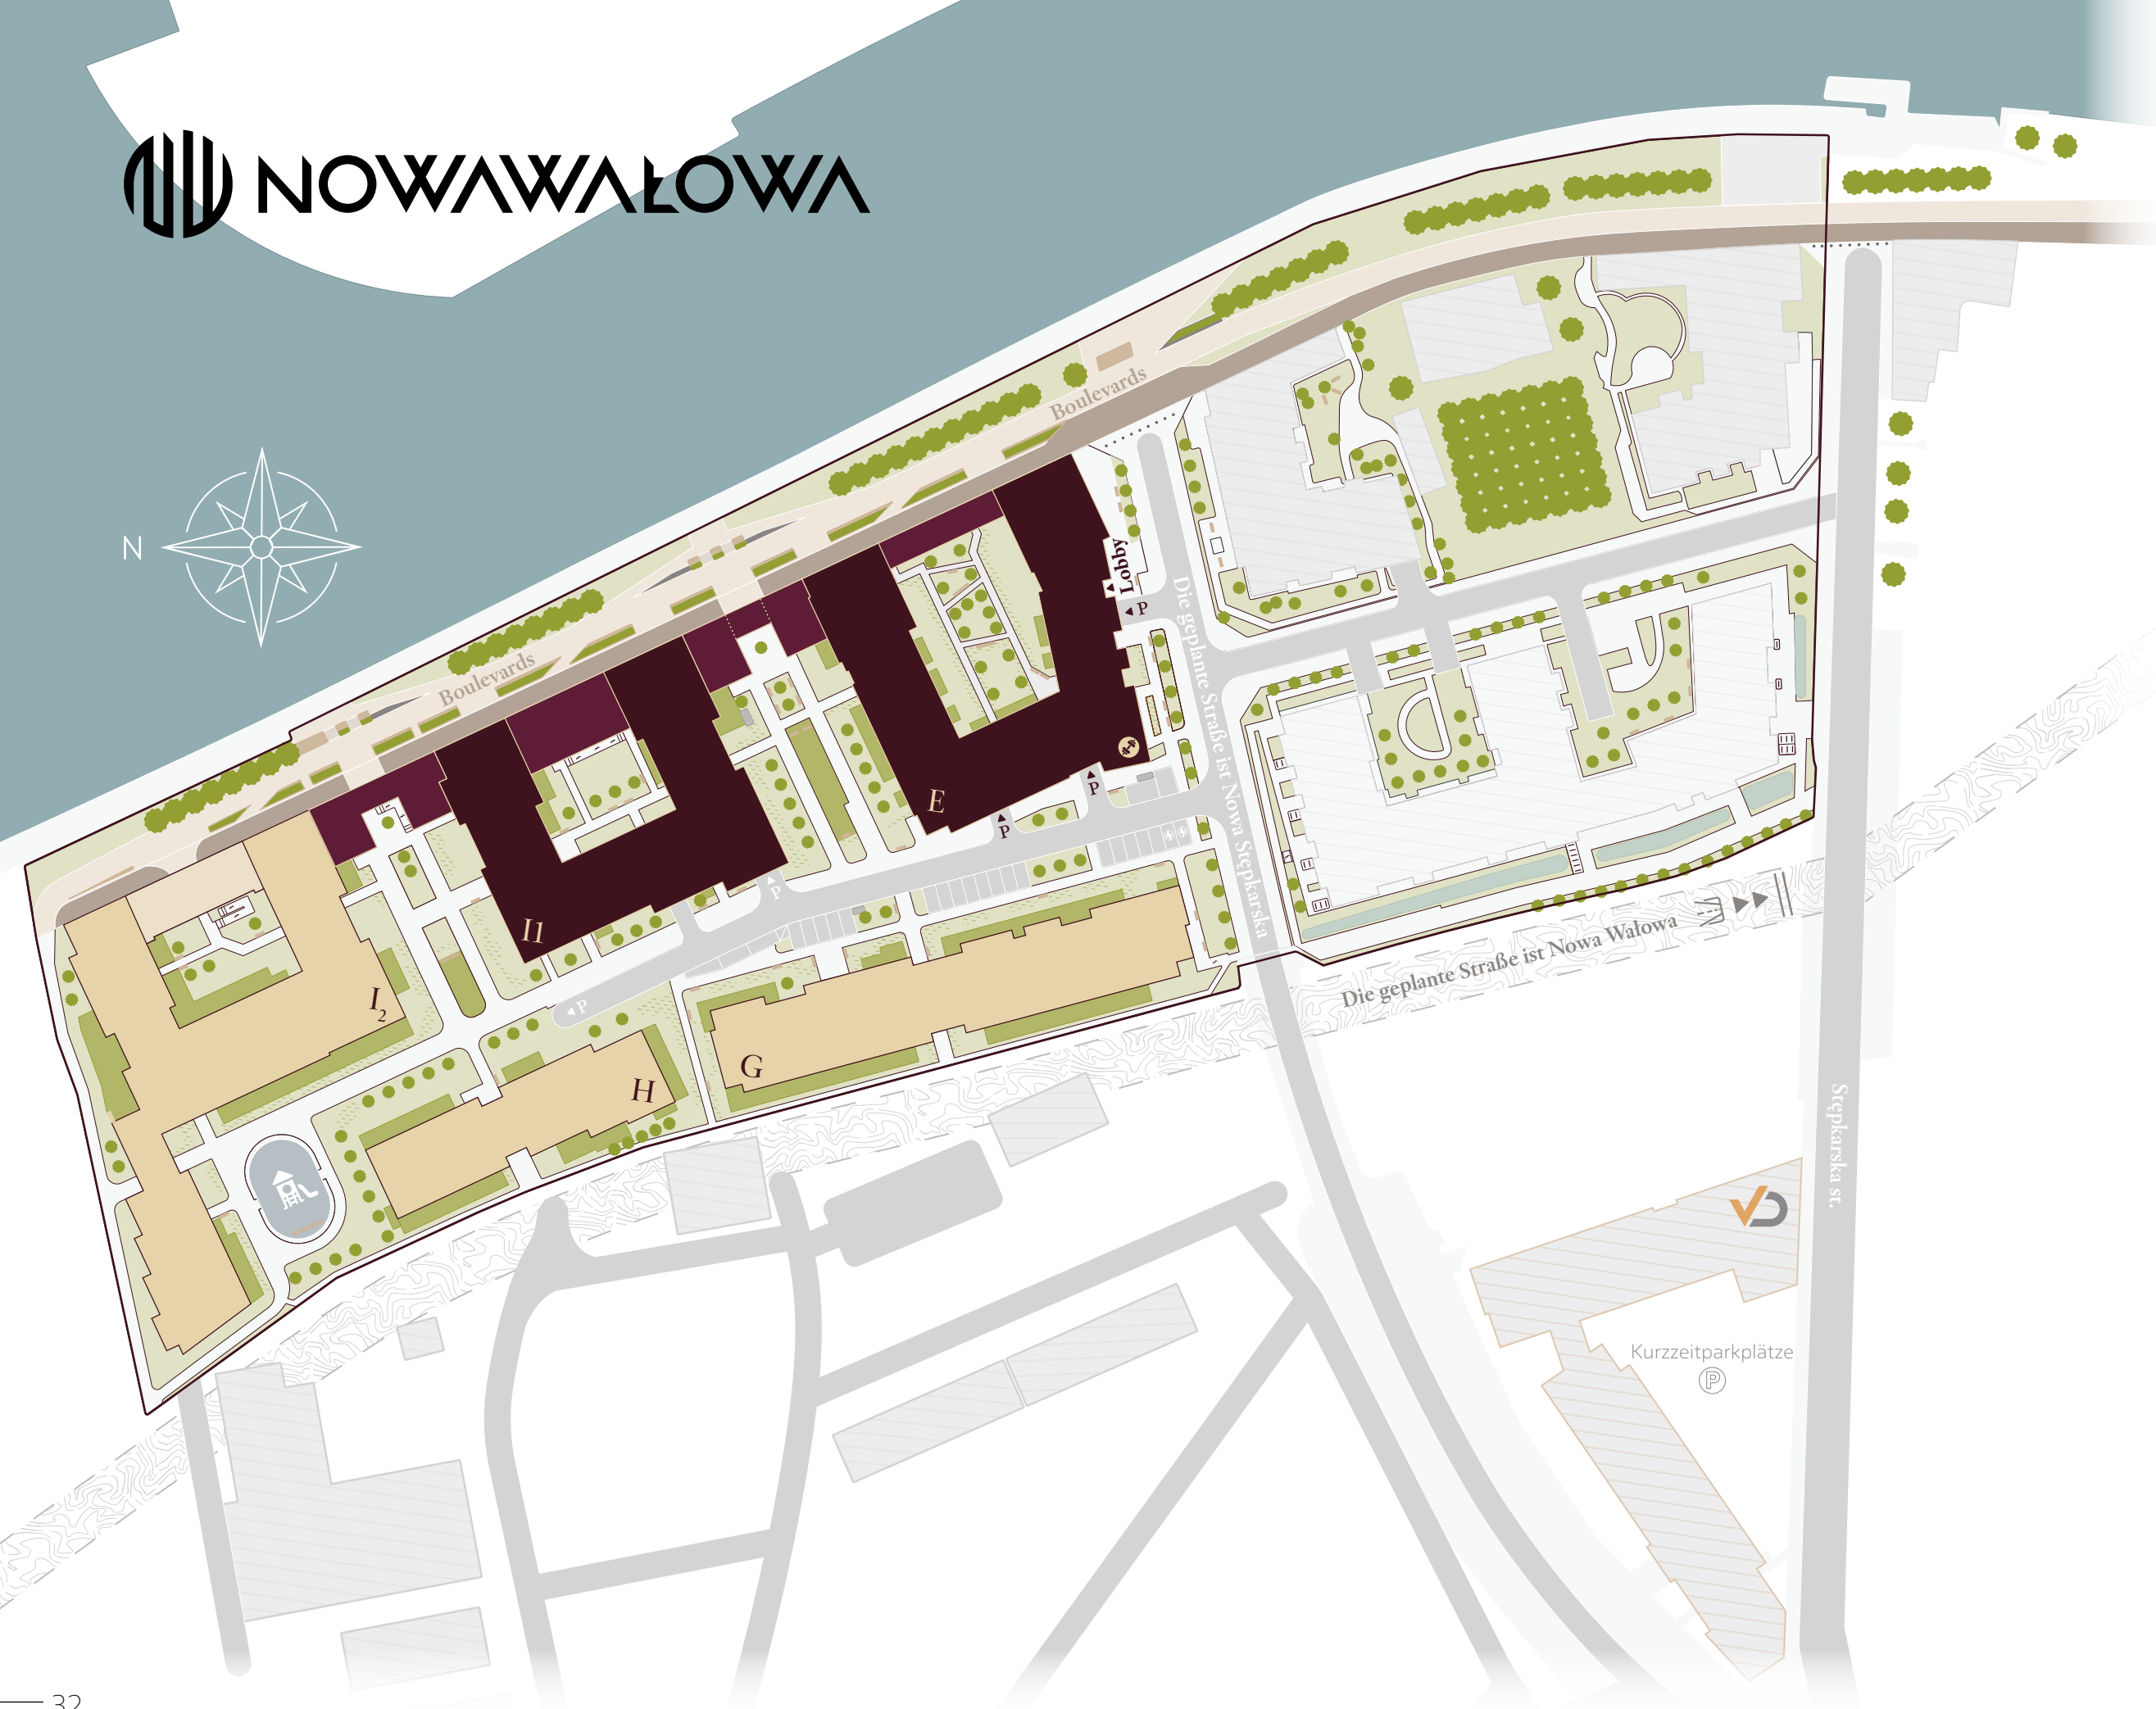 NOWAWAŁOWA
N
Boulevards
Boulevards
Lobby
P
Die geplante Straße ist Nowa Stępkarska
E
P
P
P
I1
I2
P
H
G
Die geplante Straße ist Nowa Wałowa
Stępkarska st.
Kurzzeitparkplätze
P
32